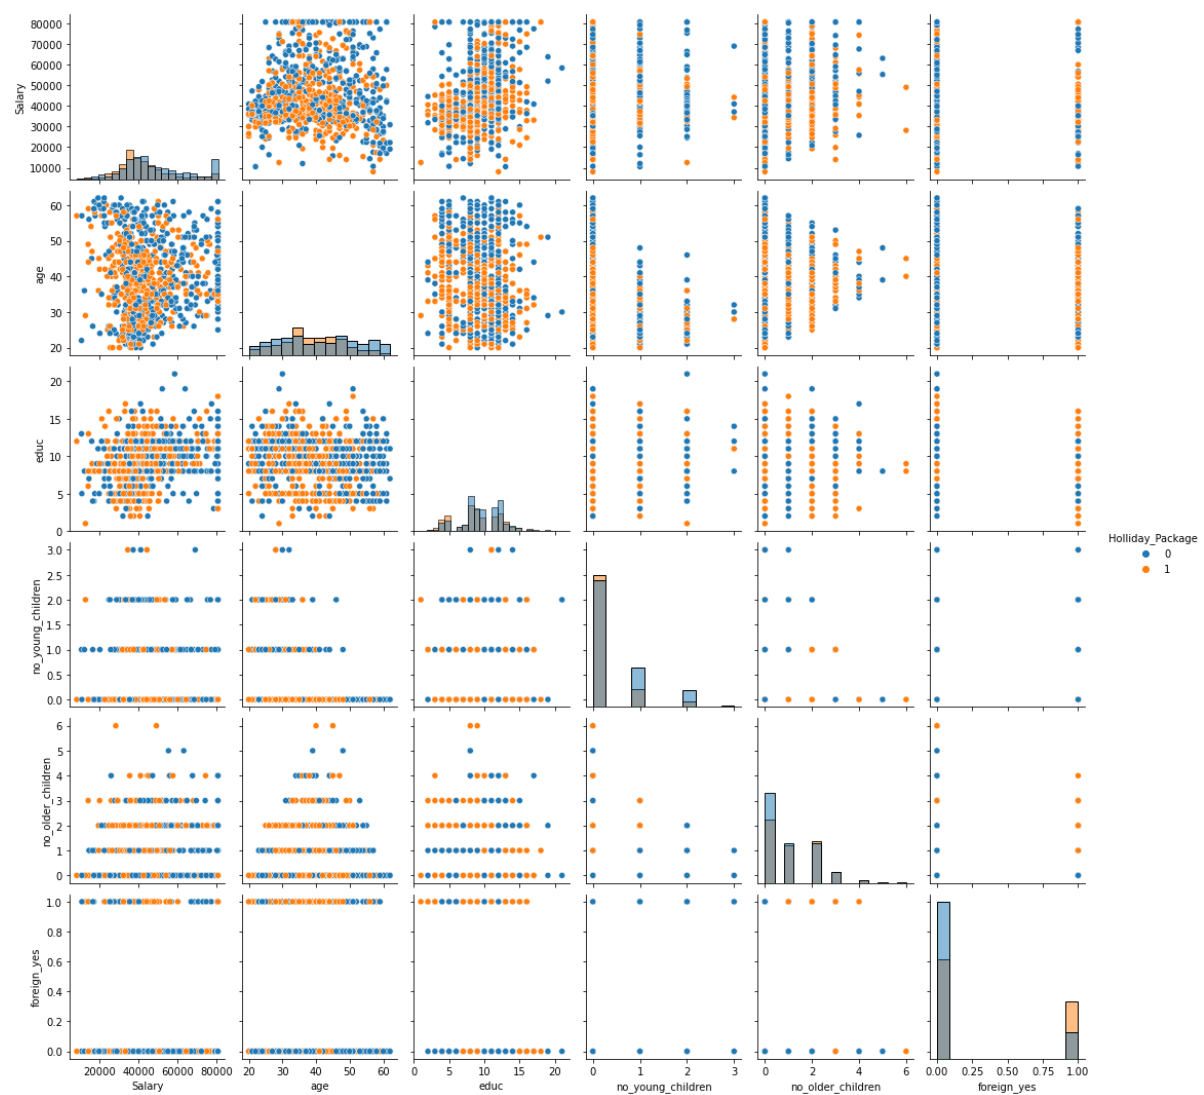 80000
70000
60000
50000
40000
30000
20000
10000
Salary
60
50
40
30
20
age
20
15
10
5
0
educ
3.0
2.5
2.0
1.5
1.0
0.5
0.0
no_young_children
6
5
4
3
2
1
0
no_older_children
1.0
0.8
0.6
0.4
0.2
0.0
foreign_yes
20000 40000 60000 80000
Salary
20 30 40 50 60
age
0 5 10 15 20
educ
0 1 2 3
no_young_children
0 2 4 6
no_older_children
0.00 0.25 0.50 0.75 1.00
foreign_yes
Holliday_Package
0
1